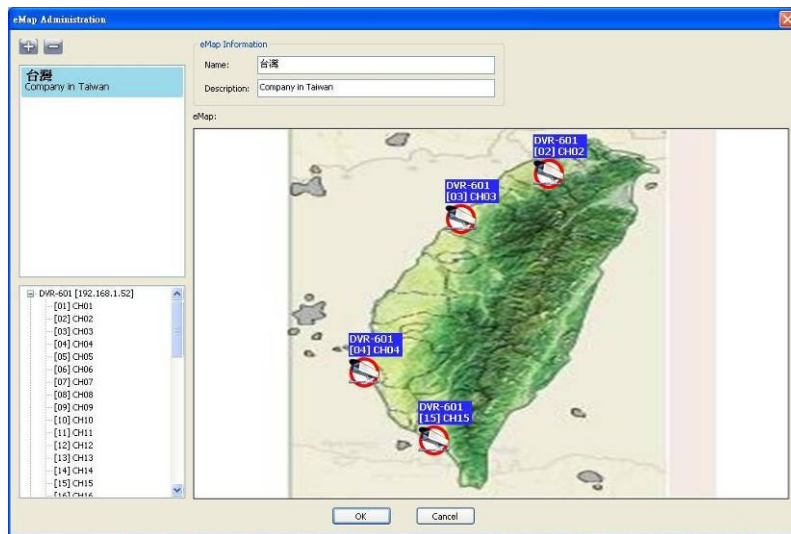 eMap Administration
台灣
Company in Taiwan
eMap Information
Name:
台灣
Description:
Company in Taiwan
eMap:
DVR-601
[02] CH02
DVR-601
[03] CH03
DVR-601
[04] CH04
DVR-601
[15] CH15
DVR-601 [192.168.1.52]
[01] CH01
[02] CH02
[03] CH03
[04] CH04
[05] CH05
[06] CH06
[07] CH07
[08] CH08
[09] CH09
[10] CH10
[11] CH11
[12] CH12
[13] CH13
[14] CH14
[15] CH15
[16] CH16
OK
Cancel